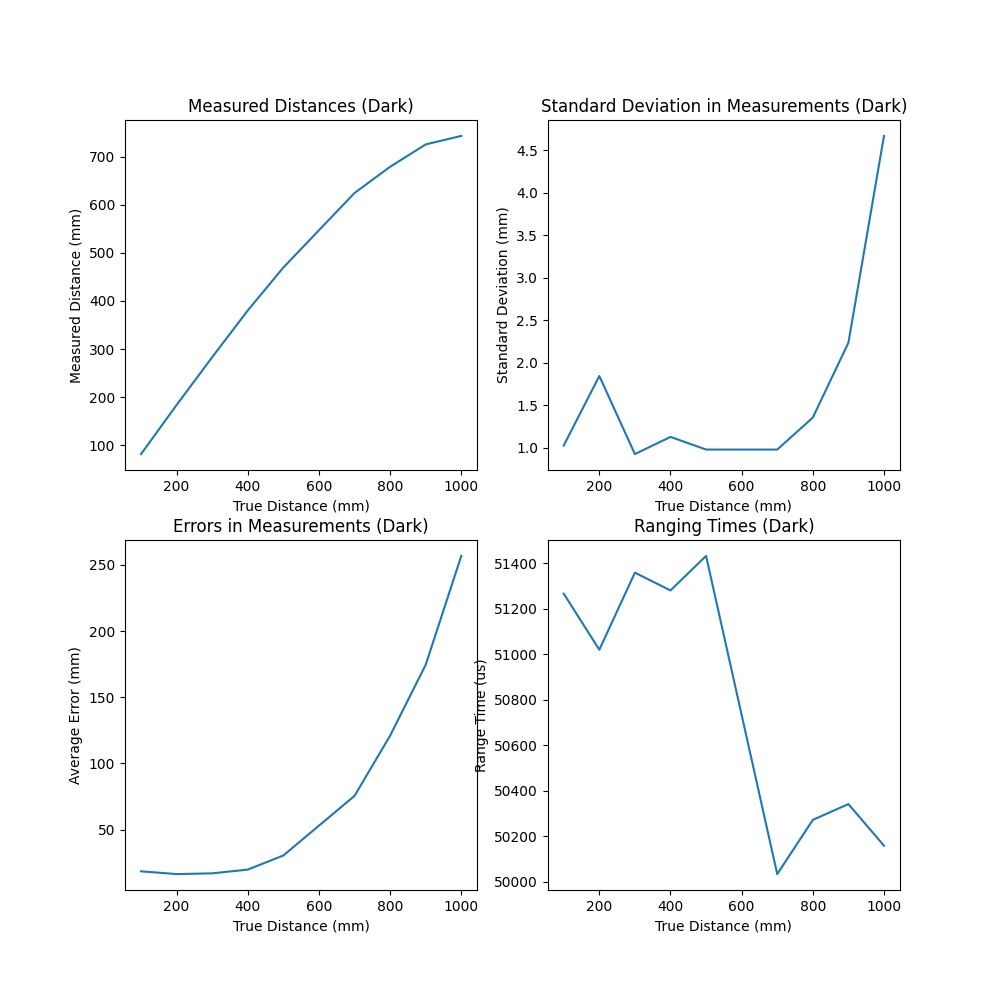 Measured Distances (Dark)
Measured Distance (mm)
700
600
500
400
300
200
100
200 400 600 800 1000
True Distance (mm)
Standard Deviation in Measurements (Dark)
Standard Deviation (mm)
4.5
4.0
3.5
3.0
2.5
2.0
1.5
1.0
200 400 600 800 1000
True Distance (mm)
Errors in Measurements (Dark)
Average Error (mm)
250
200
150
100
50
200 400 600 800 1000
True Distance (mm)
Ranging Times (Dark)
Range Time (us)
51400
51200
51000
50800
50600
50400
50200
50000
200 400 600 800 1000
True Distance (mm)